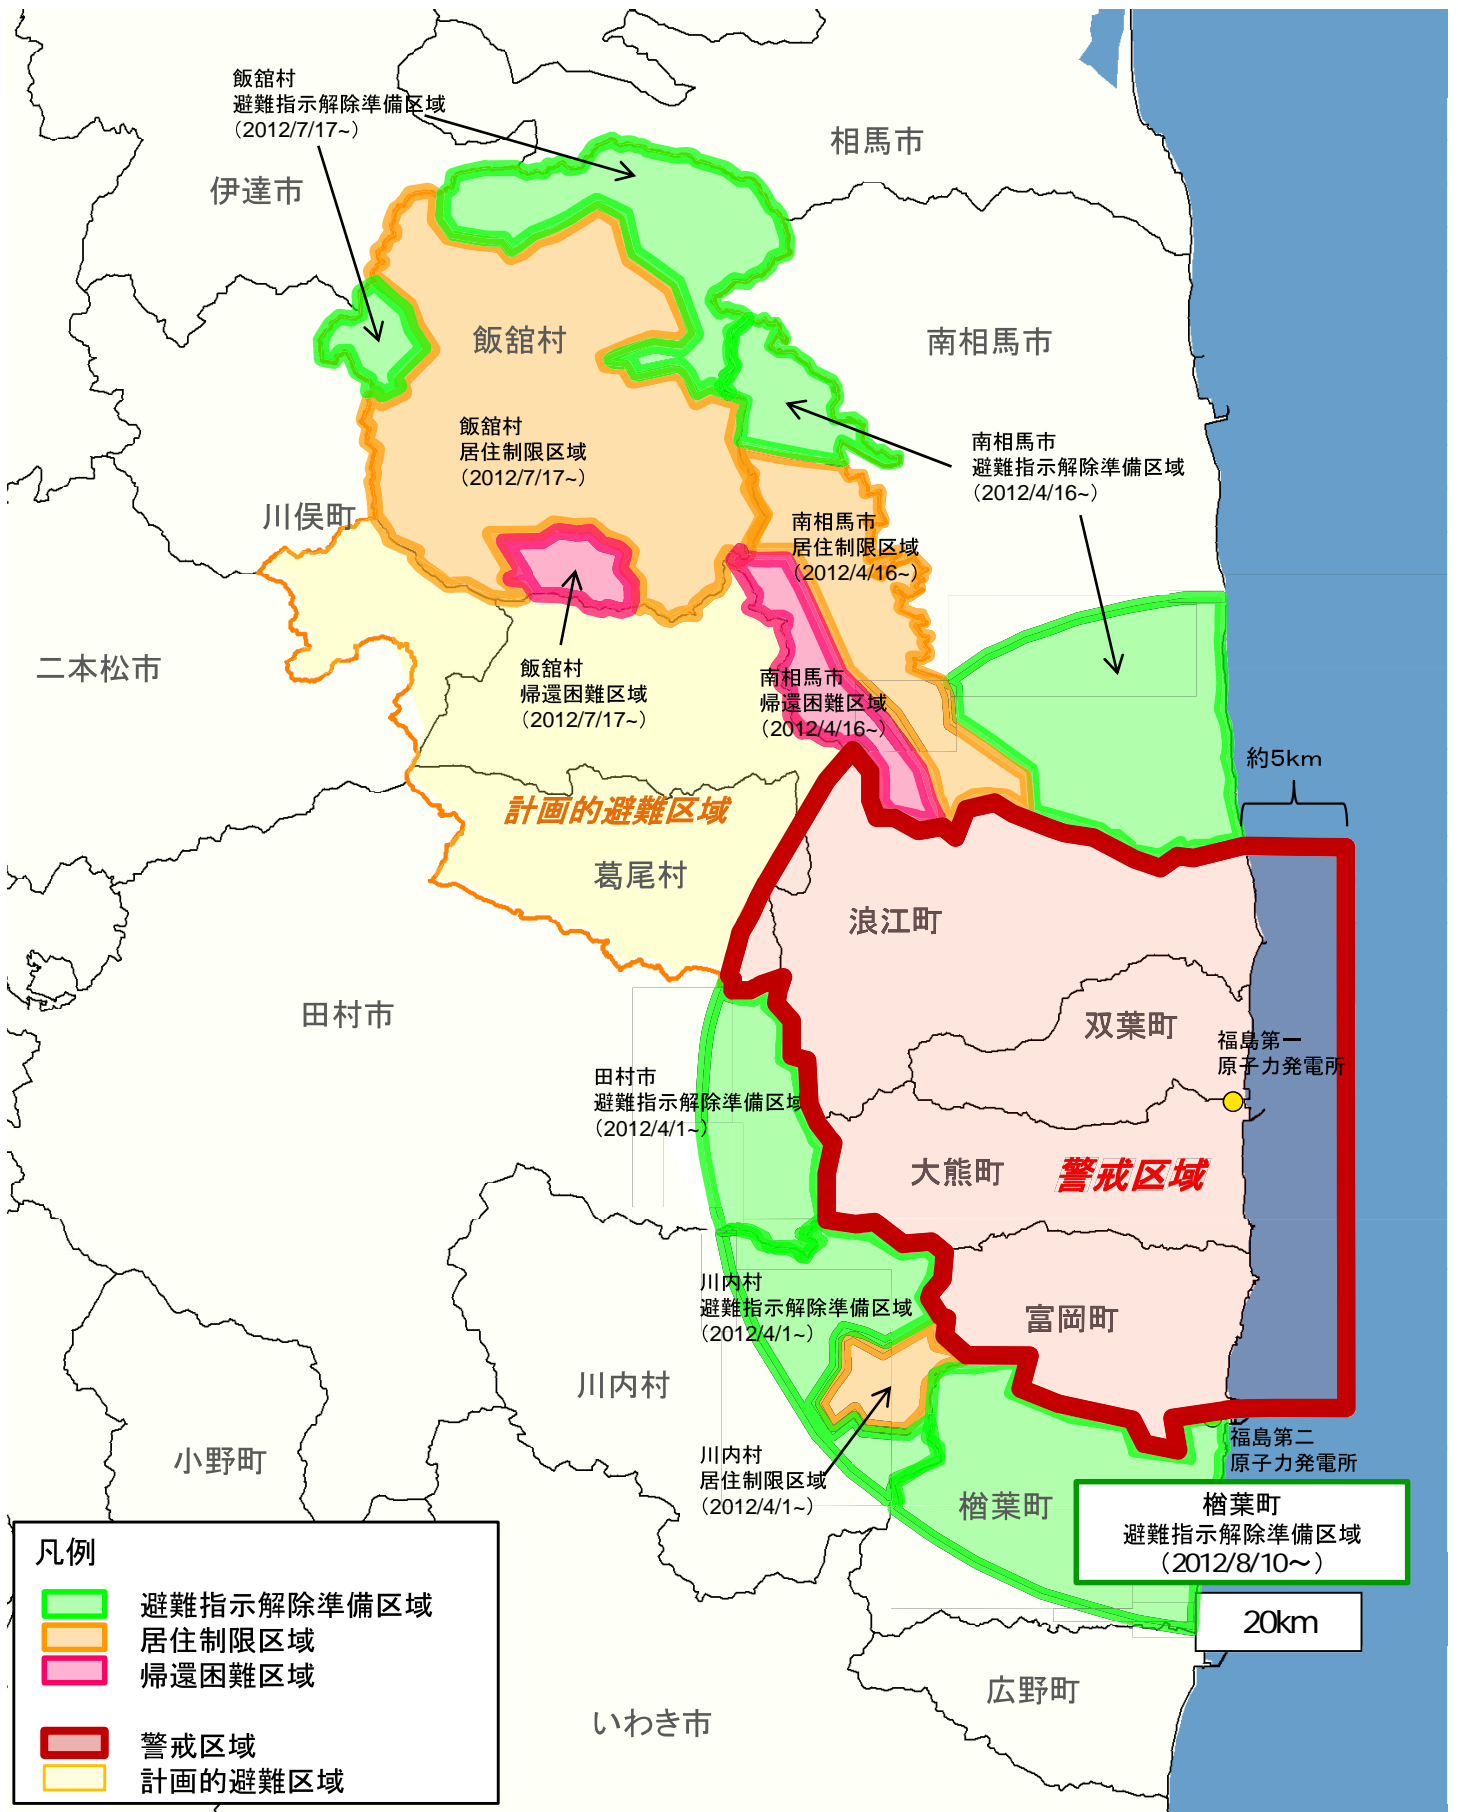 飯舘村
避難指示解除準備区域
（2012/7/17~）
相馬市
伊達市
飯舘村
南相馬市
飯舘村
居住制限区域
（2012/7/17~）
南相馬市
避難指示解除準備区域
（2012/4/16~）
川俣町
南相馬市
居住制限区域
（2012/4/16~）
二本松市
飯舘村
帰還困難区域
（2012/7/17~）
南相馬市
帰還困難区域
（2012/4/16~）
約5km
計画的避難区域
葛尾村
浪江町
田村市
双葉町
福島第一
原子力発電所
田村市
避難指示解除準備区域
（2012/4/1~）
大熊町
警戒区域
川内村
避難指示解除準備区域
（2012/4/1~）
富岡町
川内村
小野町
川内村
居住制限区域
（2012/4/1~）
福島第二
原子力発電所
楢葉町
楢葉町
避難指示解除準備区域
（2012/8/10～）
20km
広野町
いわき市
凡例
避難指示解除準備区域
居住制限区域
帰還困難区域
警戒区域
計画的避難区域